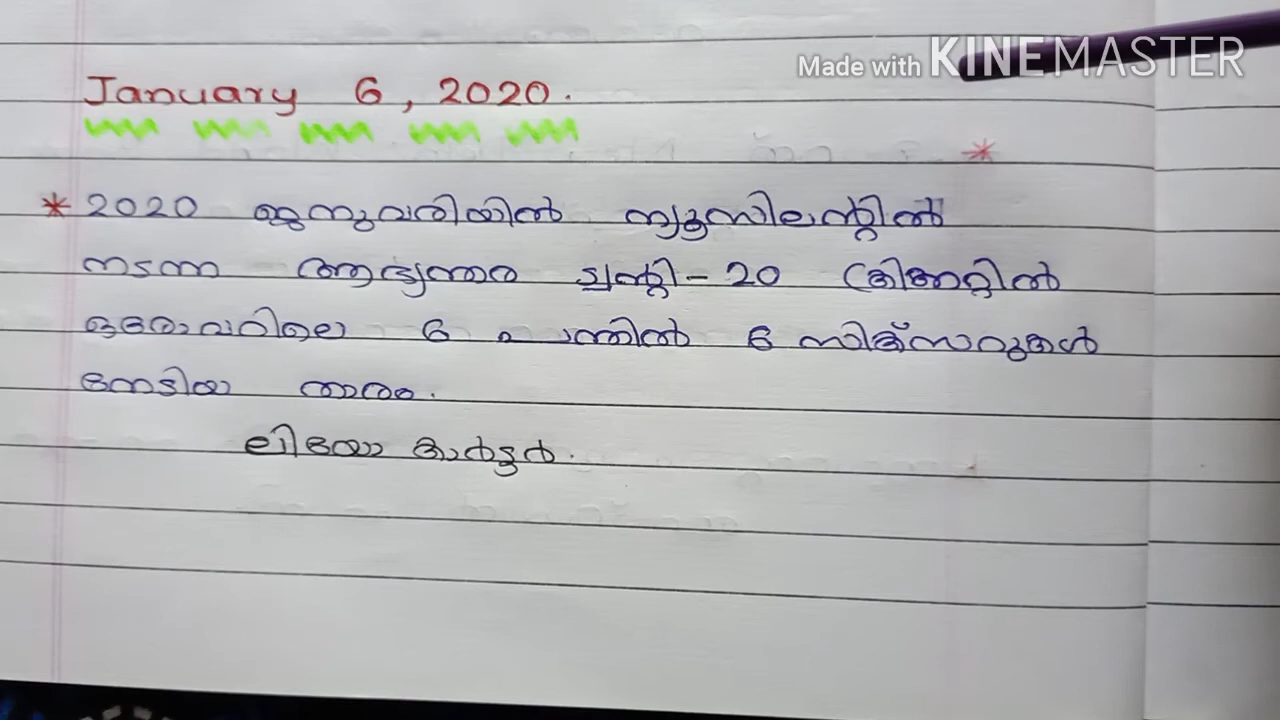 Made with KINEMASTER
January 6, 2020.
* 2020 ജനുവരിയിൽ ന്യൂസിലന്റിൽ
നടന്ന ആഭ്യന്തര ട്വന്റി-20 ക്രിക്കറ്റിൽ
ഒരോവറിലെ 6 പന്തിൽ 6 സിക്സറുകൾ
നേടിയ താരം.
ലിയോ കാർട്ടർ.